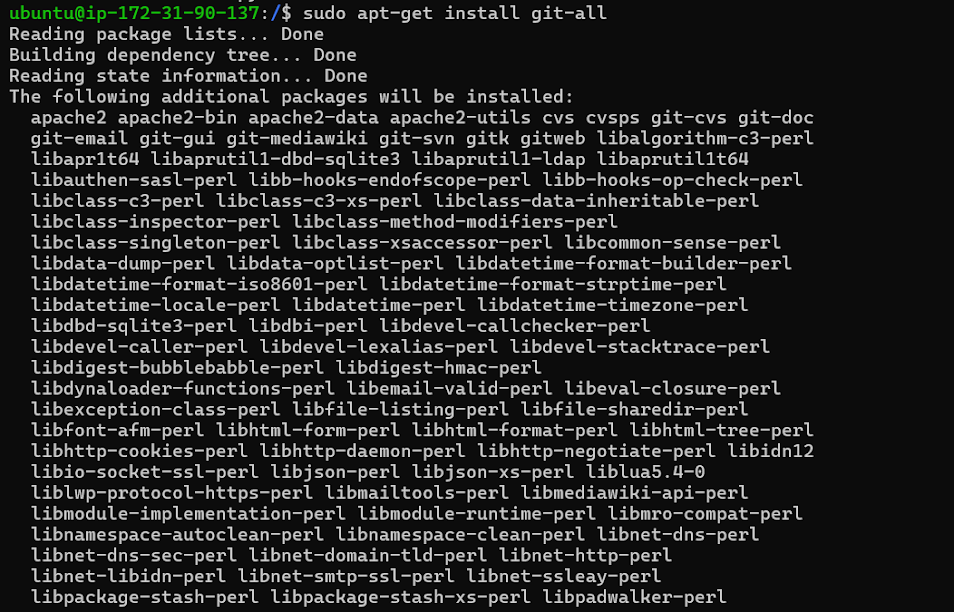 ubuntu@ip-172-31-90-137:/$ sudo apt-get install git-all
Reading package lists... Done
Building dependency tree... Done
Reading state information... Done
The following additional packages will be installed:
  apache2 apache2-bin apache2-data apache2-utils cvs cvsps git-cvs git-doc
  git-email git-gui git-mediawiki git-svn gitk gitweb libalgorithm-c3-perl
  libapr1t64 libaprutil1-dbd-sqlite3 libaprutil1-ldap libaprutil1t64
  libauthen-sasl-perl libb-hooks-endofscope-perl libb-hooks-op-check-perl
  libclass-c3-perl libclass-c3-xs-perl libclass-data-inheritable-perl
  libclass-inspector-perl libclass-method-modifiers-perl
  libclass-singleton-perl libclass-xsaccessor-perl libcommon-sense-perl
  libdata-dump-perl libdata-optlist-perl libdatetime-format-builder-perl
  libdatetime-format-iso8601-perl libdatetime-format-strptime-perl
  libdatetime-locale-perl libdatetime-perl libdatetime-timezone-perl
  libdbd-sqlite3-perl libdbi-perl libdevel-callchecker-perl
  libdevel-caller-perl libdevel-lexalias-perl libdevel-stacktrace-perl
  libdigest-bubblebabble-perl libdigest-hmac-perl
  libdynaloader-functions-perl libemail-valid-perl libeval-closure-perl
  libexception-class-perl libfile-listing-perl libfile-sharedir-perl
  libfont-afm-perl libhtml-form-perl libhtml-format-perl libhtml-tree-perl
  libhttp-cookies-perl libhttp-daemon-perl libhttp-negotiate-perl libidn12
  libio-socket-ssl-perl libjson-perl libjson-xs-perl liblua5.4-0
  liblwp-protocol-https-perl libmailtools-perl libmediawiki-api-perl
  libmodule-implementation-perl libmodule-runtime-perl libmro-compat-perl
  libnamespace-autoclean-perl libnamespace-clean-perl libnet-dns-perl
  libnet-dns-sec-perl libnet-domain-tld-perl libnet-http-perl
  libnet-libidn-perl libnet-smtp-ssl-perl libnet-ssleay-perl
  libpackage-stash-perl libpackage-stash-xs-perl libpadwalker-perl